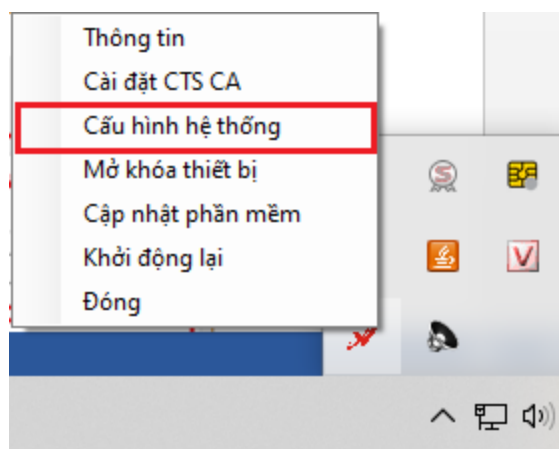 Thông tin
Cài đặt CTS CA
Cấu hình hệ thống
Mở khóa thiết bị
Cập nhật phần mềm
Khởi động lại
Đóng
S
V